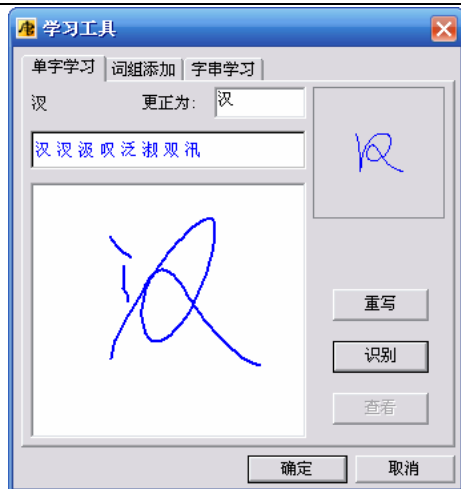 学习工具
单字学习 词组添加 字串学习
汉 更正为: 汉
汉 汊 汲 叹 泛 双 汛
汉
汉
重写
识别
查看
确定 取消